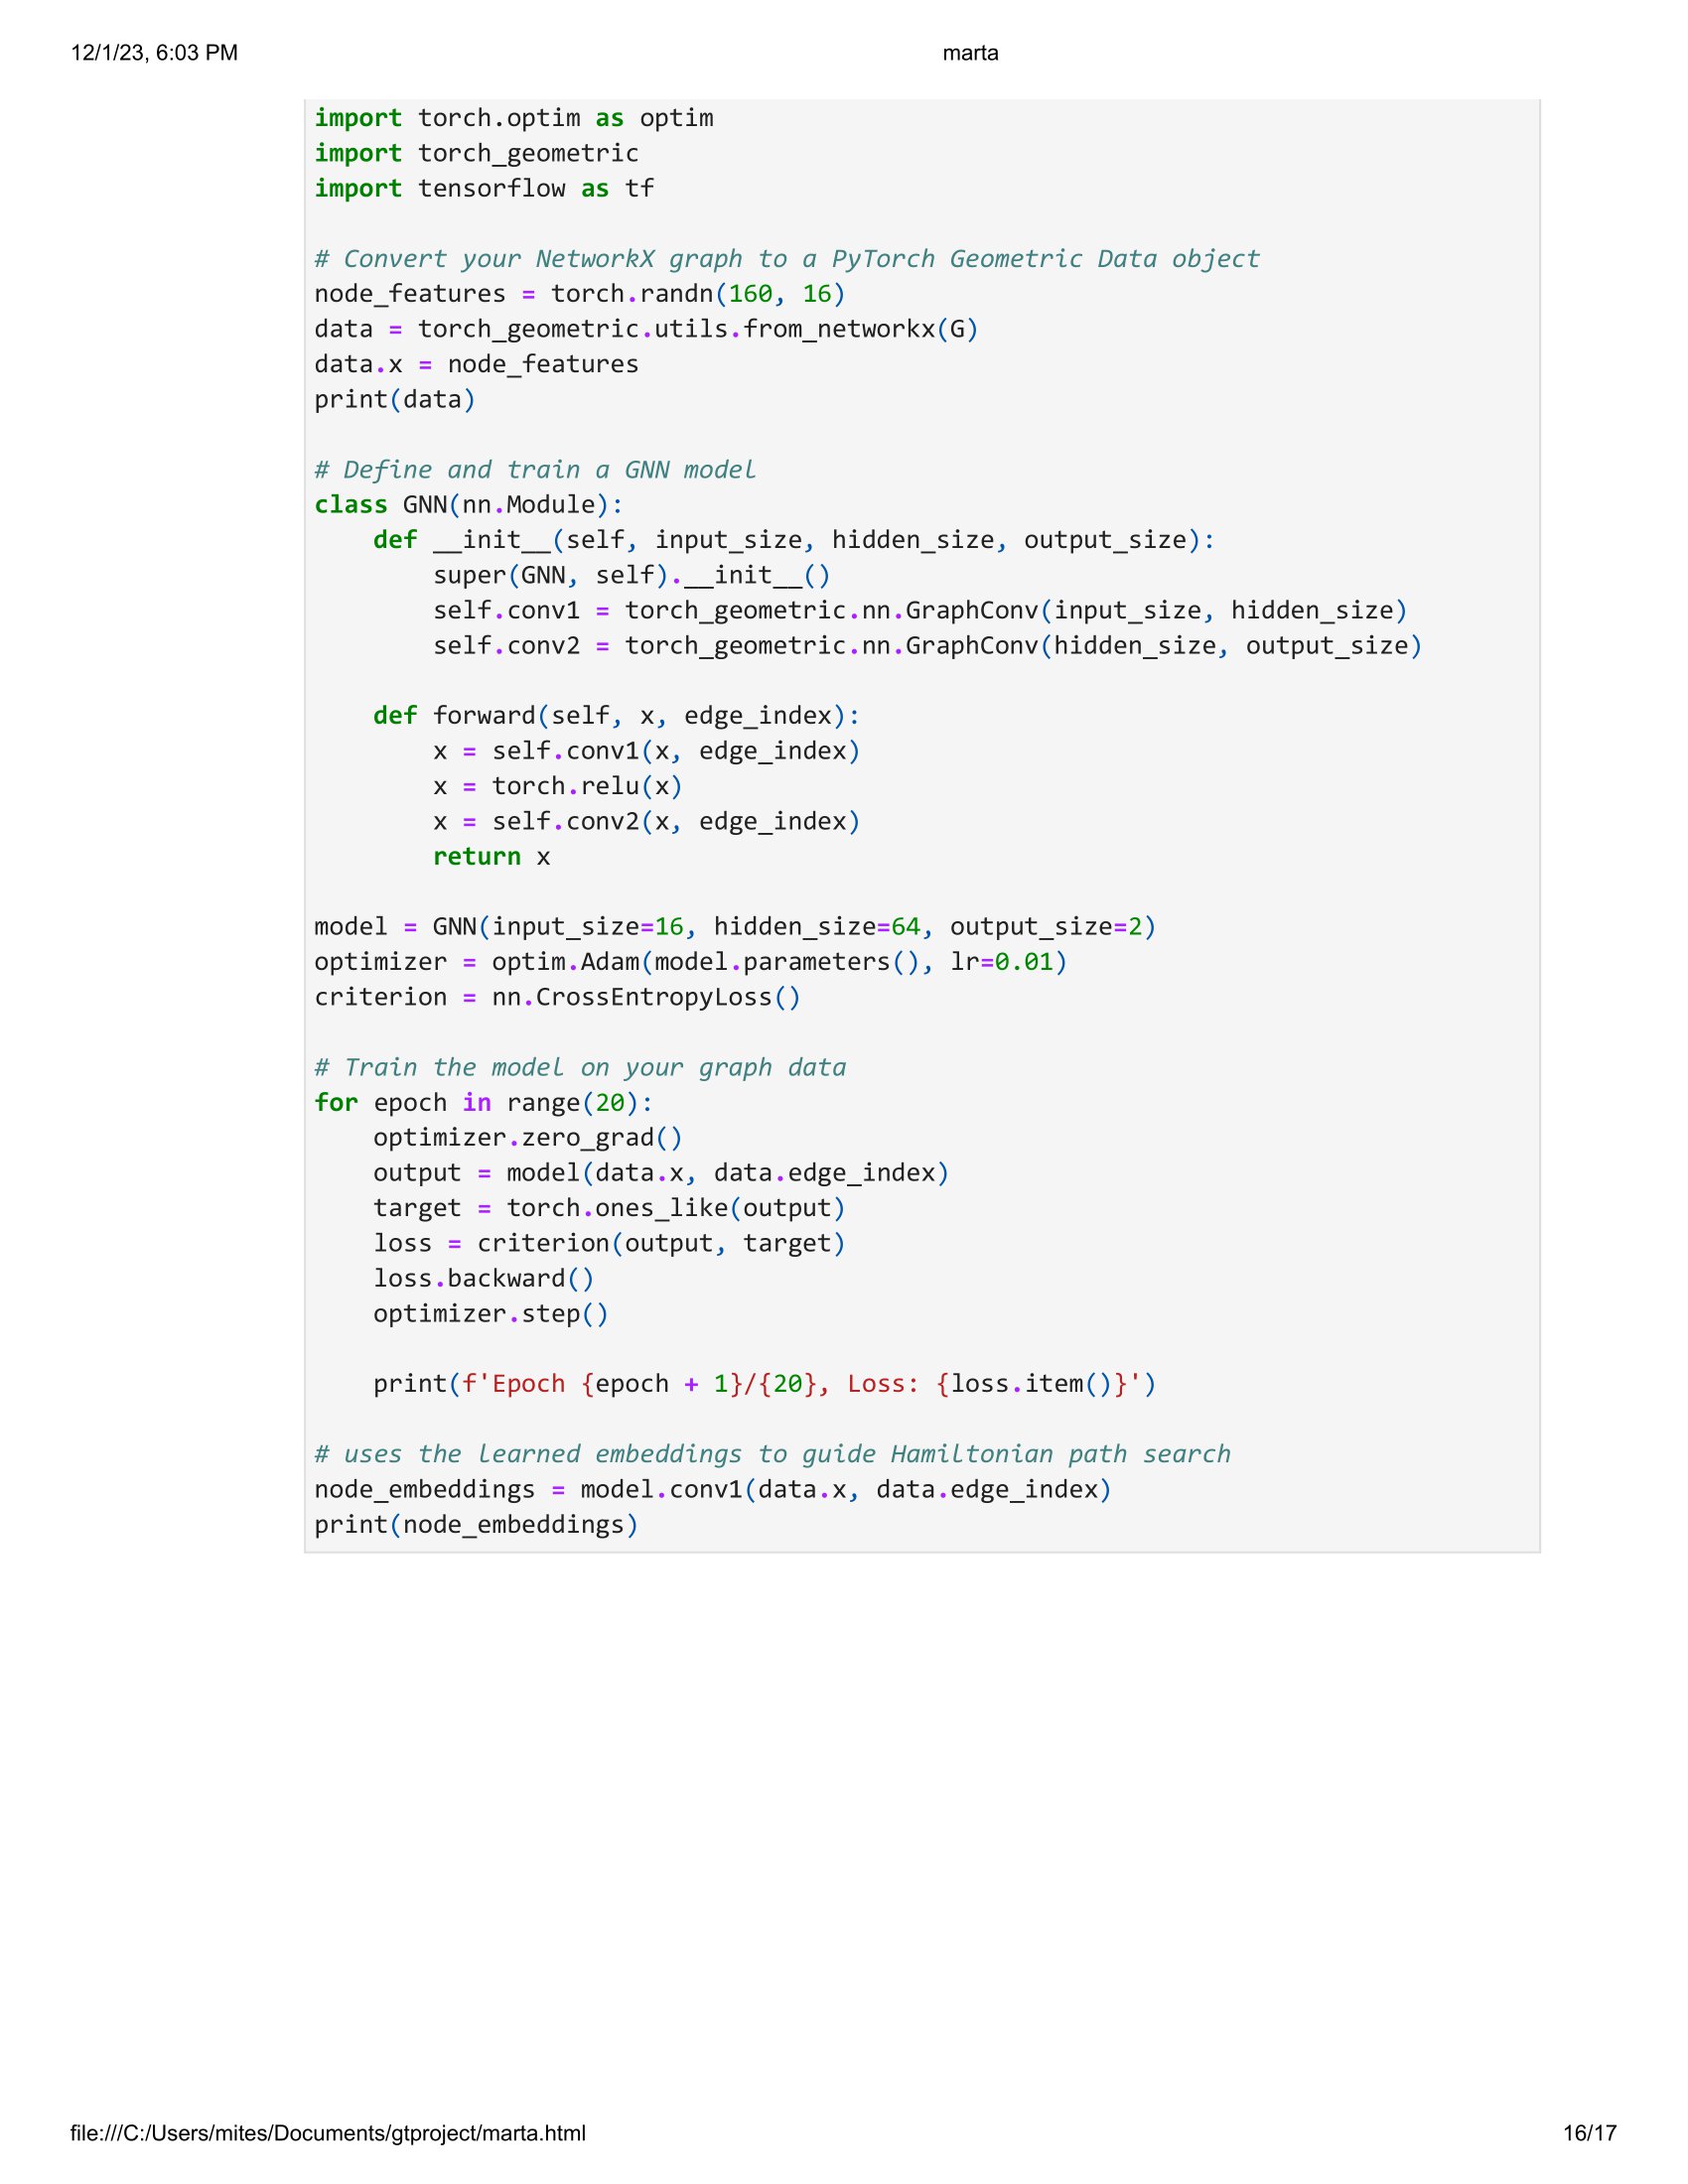 12/1/23, 6:03 PM marta
import torch.optim as optim
import torch_geometric
import tensorflow as tf
# Convert your NetworkX graph to a PyTorch Geometric Data object
node_features = torch.randn(160, 16)
data = torch_geometric.utils.from_networkx(G)
data.x = node_features
print(data)
# Define and train a GNN model
class GNN(nn.Module):
    def __init__(self, input_size, hidden_size, output_size):
        super(GNN, self).__init__()
        self.conv1 = torch_geometric.nn.GraphConv(input_size, hidden_size)
        self.conv2 = torch_geometric.nn.GraphConv(hidden_size, output_size)
    def forward(self, x, edge_index):
        x = self.conv1(x, edge_index)
        x = torch.relu(x)
        x = self.conv2(x, edge_index)
        return x
model = GNN(input_size=16, hidden_size=64, output_size=2)
optimizer = optim.Adam(model.parameters(), lr=0.01)
criterion = nn.CrossEntropyLoss()
# Train the model on your graph data
for epoch in range(20):
    optimizer.zero_grad()
    output = model(data.x, data.edge_index)
    target = torch.ones_like(output)
    loss = criterion(output, target)
    loss.backward()
    optimizer.step()
    print(f'Epoch {epoch + 1}/{20}, Loss: {loss.item()}')
# uses the learned embeddings to guide Hamiltonian path search
node_embeddings = model.conv1(data.x, data.edge_index)
print(node_embeddings)
file:///C:/Users/mites/Documents/gtproject/marta.html 16/17